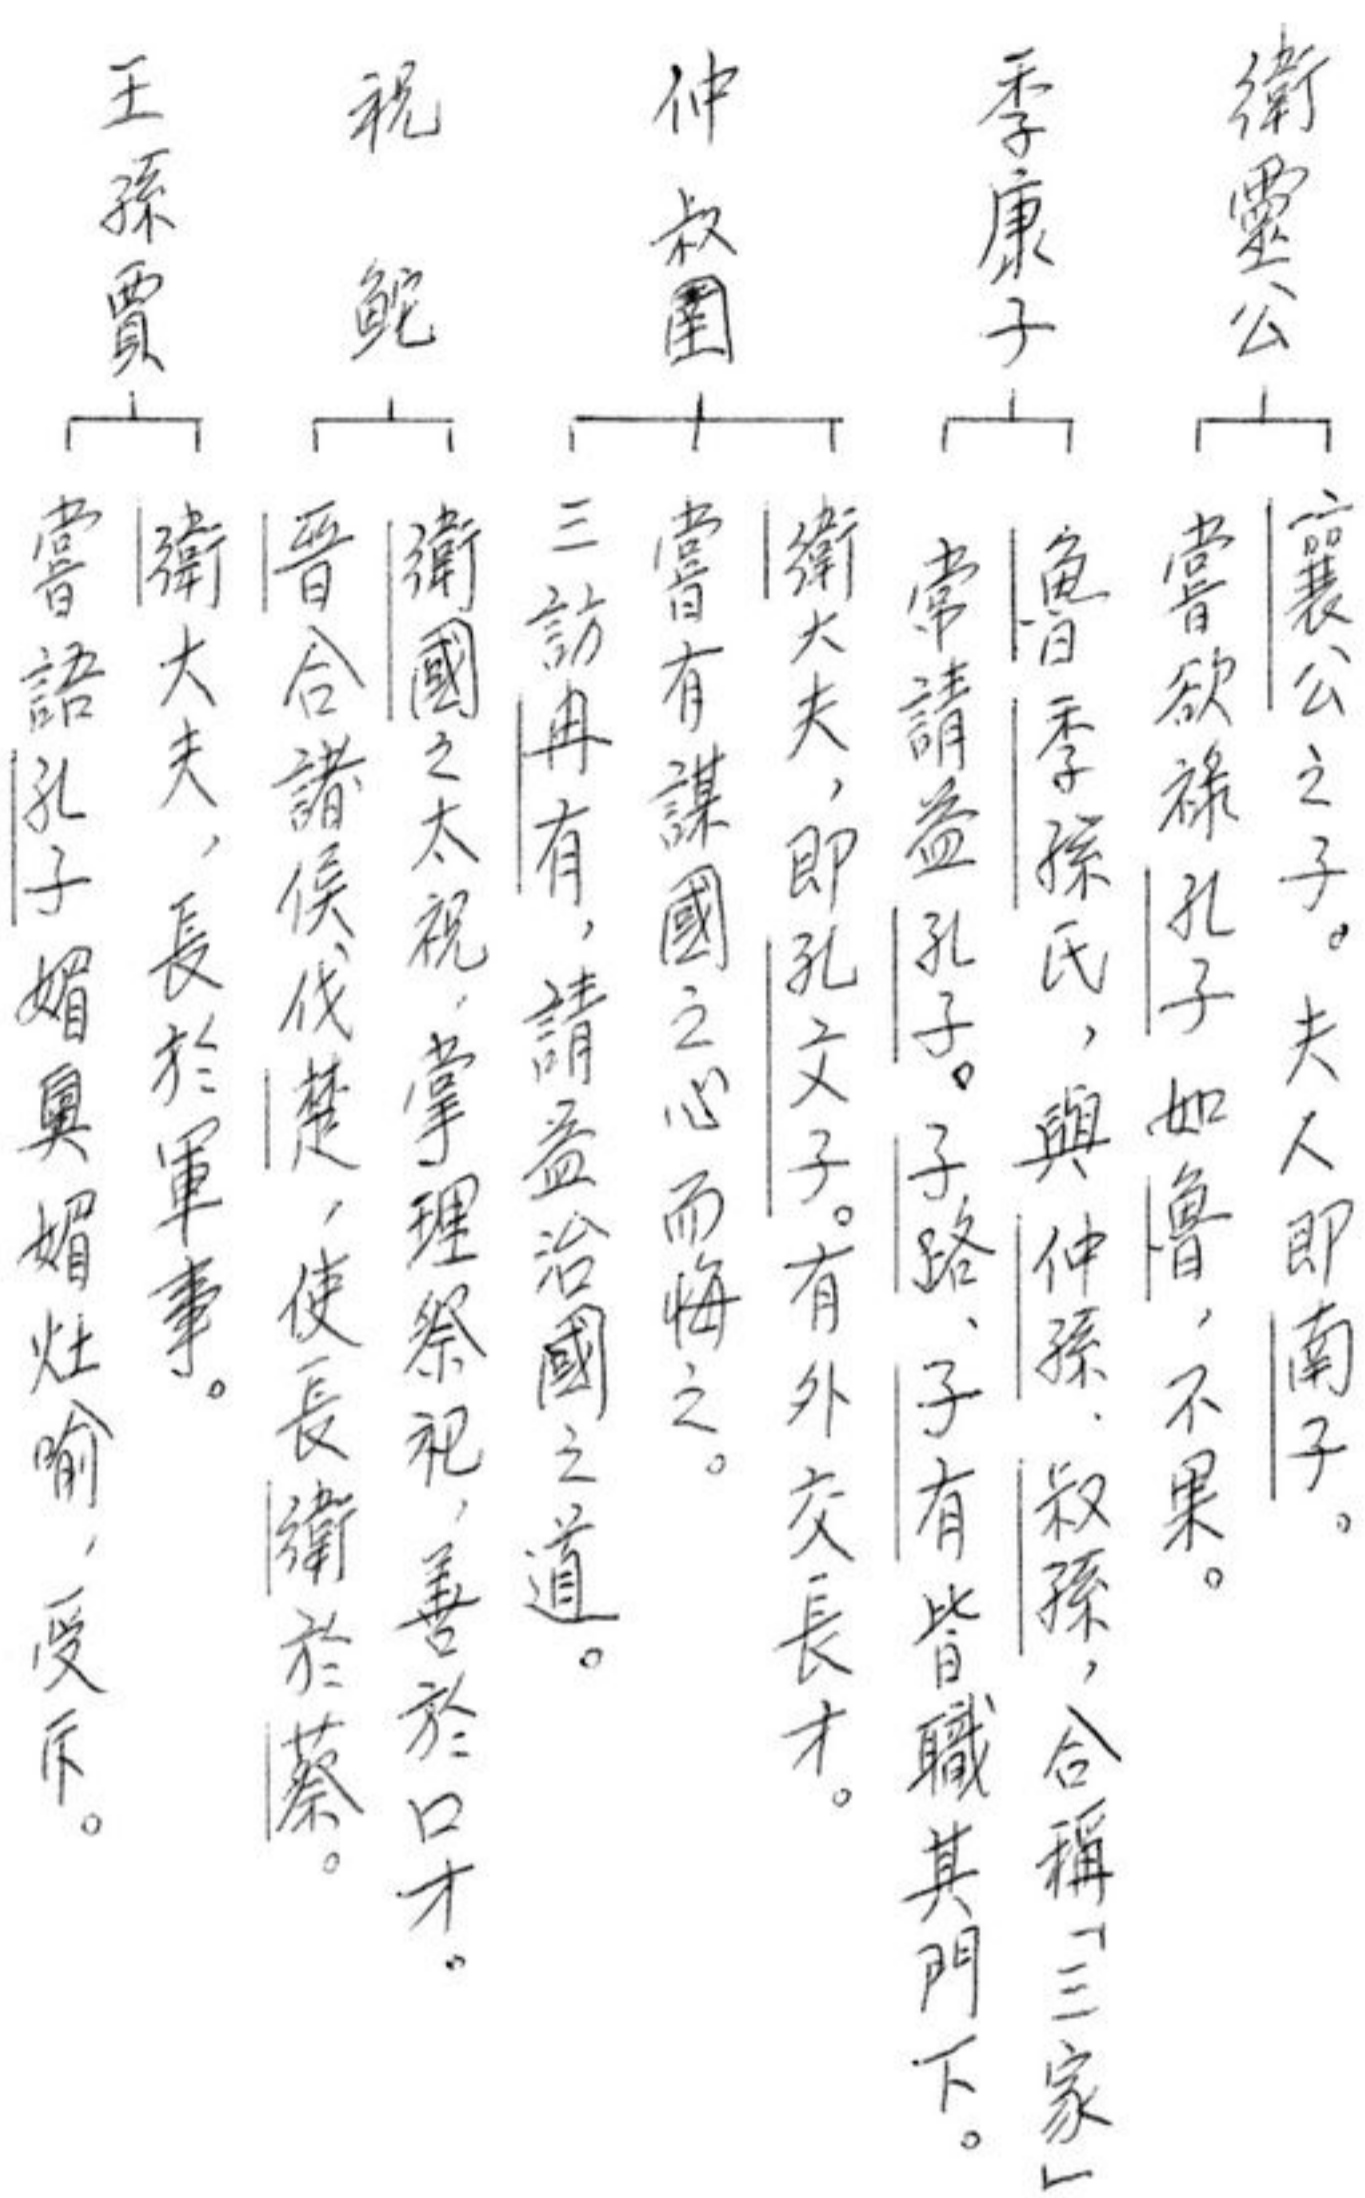 衛靈公
襄公之子。夫人即南子。
嘗欲祿孔子如魯，不果。
季康子
魯季孫氏，與仲孫、叔孫，合稱「三家」
常請益孔子。子路、子有皆職其門下。
仲叔圉
衛大夫，即孔文子。有外交長才。
嘗有謀國之心而悔之。
三訪冉有，請益治國之道。
祝鮀
衛國之太祝，掌理祭祀，善於口才。
晉合諸侯伐楚，使長衛於蔡。
王孫賈
衛大夫，長於軍事。
嘗語孔子媚奧媚灶喻，受斥。